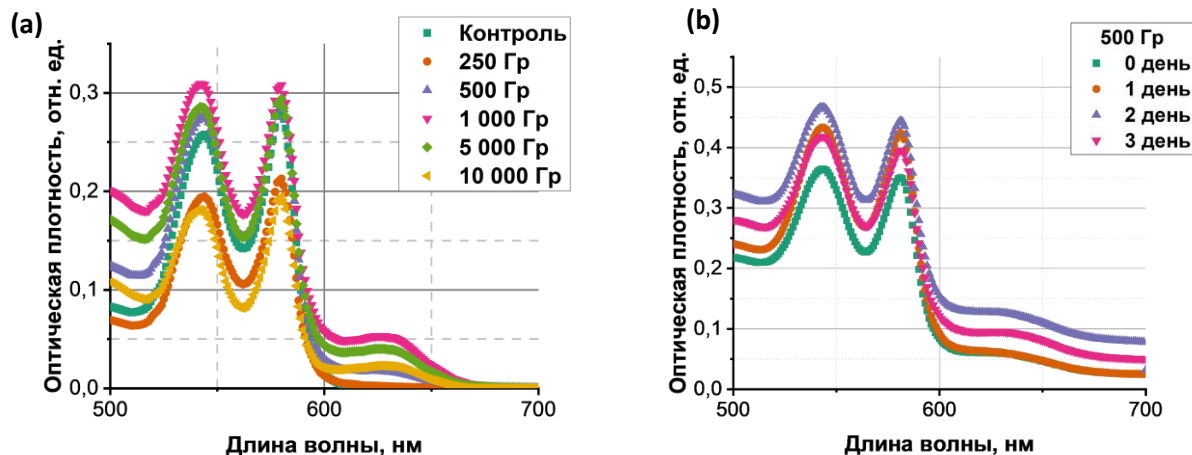 (a)
Оптическая плотность, отн. ед.
0,3
0,2
0,1
0,0
500
600
700
Длина волны, нм
Контроль
250 Гр
500 Гр
1 000 Гр
5 000 Гр
10 000 Гр
(b)
Оптическая плотность, отн. ед.
0,5
0,4
0,3
0,2
0,1
0,0
500
600
700
Длина волны, нм
500 Гр
0 день
1 день
2 день
3 день